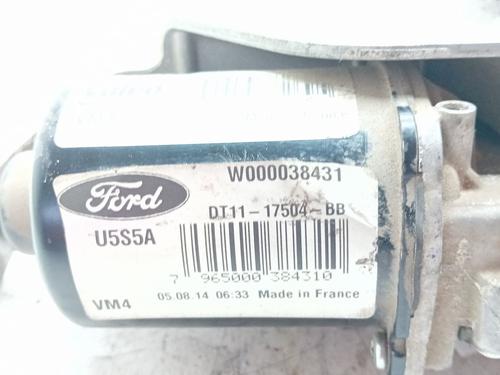 W000038431
Ford
DT11-17504-BB
U5S5A
7 965000 384310
VM4
05.08.14 06:33 Made in France